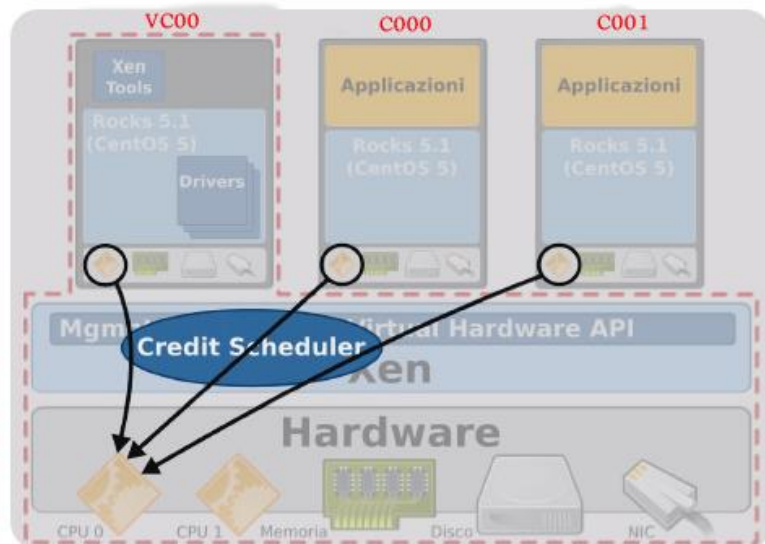 VC00
C000
C001
Xen
Tools
Applicazioni
Applicazioni
Rocks 5.1
(CentOS 5)
Rocks 5.1
(CentOS 5)
Rocks 5.1
(CentOS 5)
Drivers
Virtual Hardware API
Credit Scheduler
Xen
Hardware
CPU 0
CPU 1
Memoria
Disco
NIC